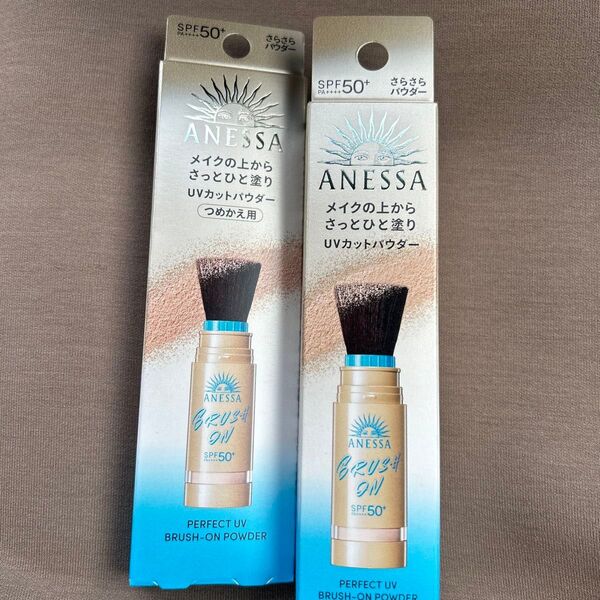 SPF50+
PA++++
さらさら
パウダー
ANESSA
メイクの上から
さっとひと塗り
UVカットパウダー
つめかえ用
ANESSA
BRUSH
ON
SPF50+
PA++++
PERFECT UV
BRUSH-ON POWDER
SPF50+
PA++++
さらさら
パウダー
ANESSA
メイクの上から
さっとひと塗り
UVカットパウダー
ANESSA
BRUSH
ON
SPF50+
PA++++
PERFECT UV
BRUSH-ON POWDER